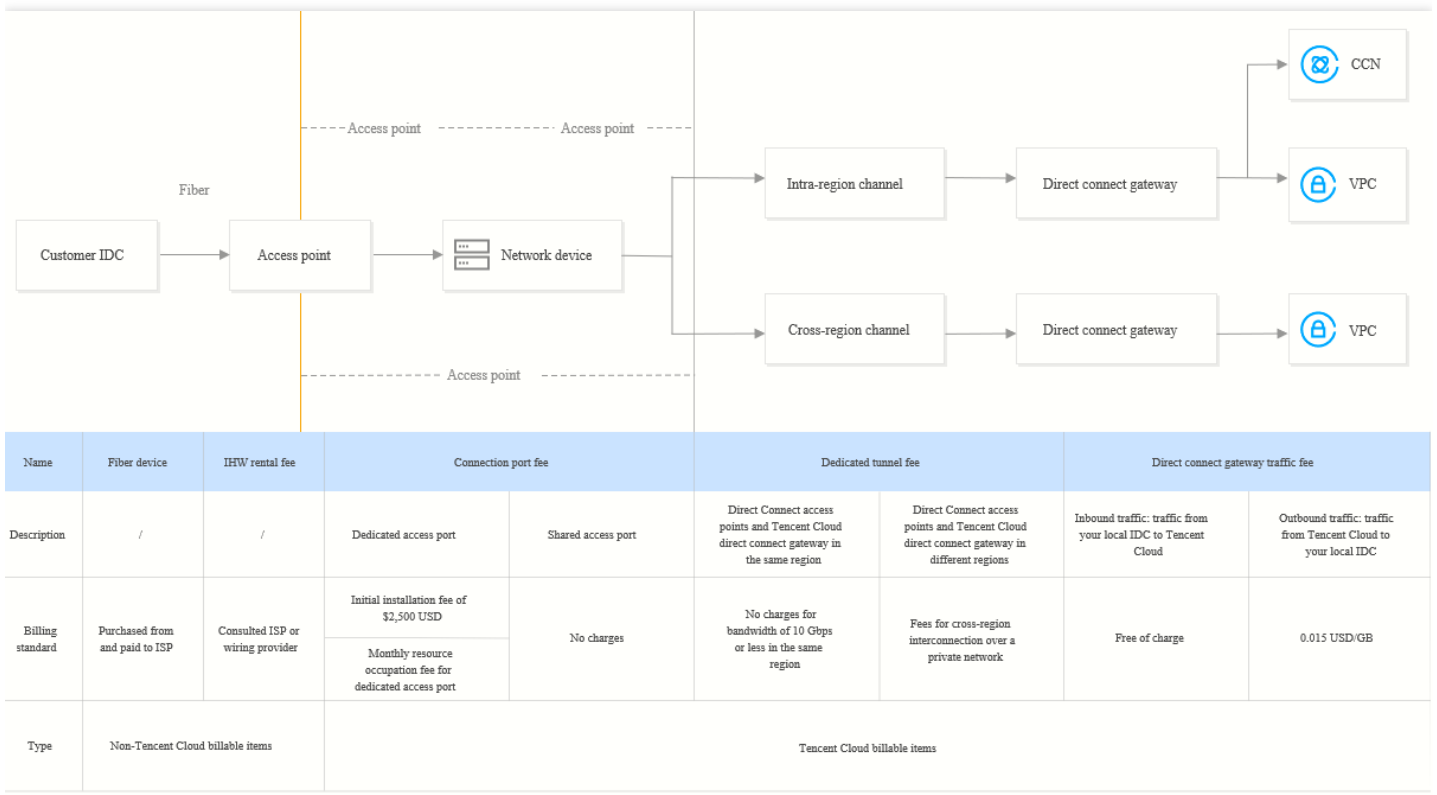 CCN
Access point
Access point
Fiber
Intra-region channel
Direct connect gateway
VPC
Customer IDC
Access point
Network device
Cross-region channel
Direct connect gateway
VPC
Access point
Name
Fiber device
IHW rental fee
Connection port fee
Dedicated tunnel fee
Direct connect gateway traffic fee
Description
/
/
Dedicated access port
Shared access port
Direct Connect access
points and Tencent Cloud
direct connect gateway in
the same region
Direct Connect access
points and Tencent Cloud
direct connect gateway in
different regions
Inbound traffic: traffic from
your local IDC to Tencent
Cloud
Outbound traffic: traffic
from Tencent Cloud to
your local IDC
Billing
standard
Purchased from
and paid to ISP
Consulted ISP or
wiring provider
Initial installation fee of
$2,500 USD
Monthly resource
occupation fee for
dedicated access port
No charges
No charges for
bandwidth of 10 Gbps
or less in the same
region
Fees for cross-region
interconnection over a
private network
Free of charge
0.015 USD/GB
Type
Non-Tencent Cloud billable items
Tencent Cloud billable items